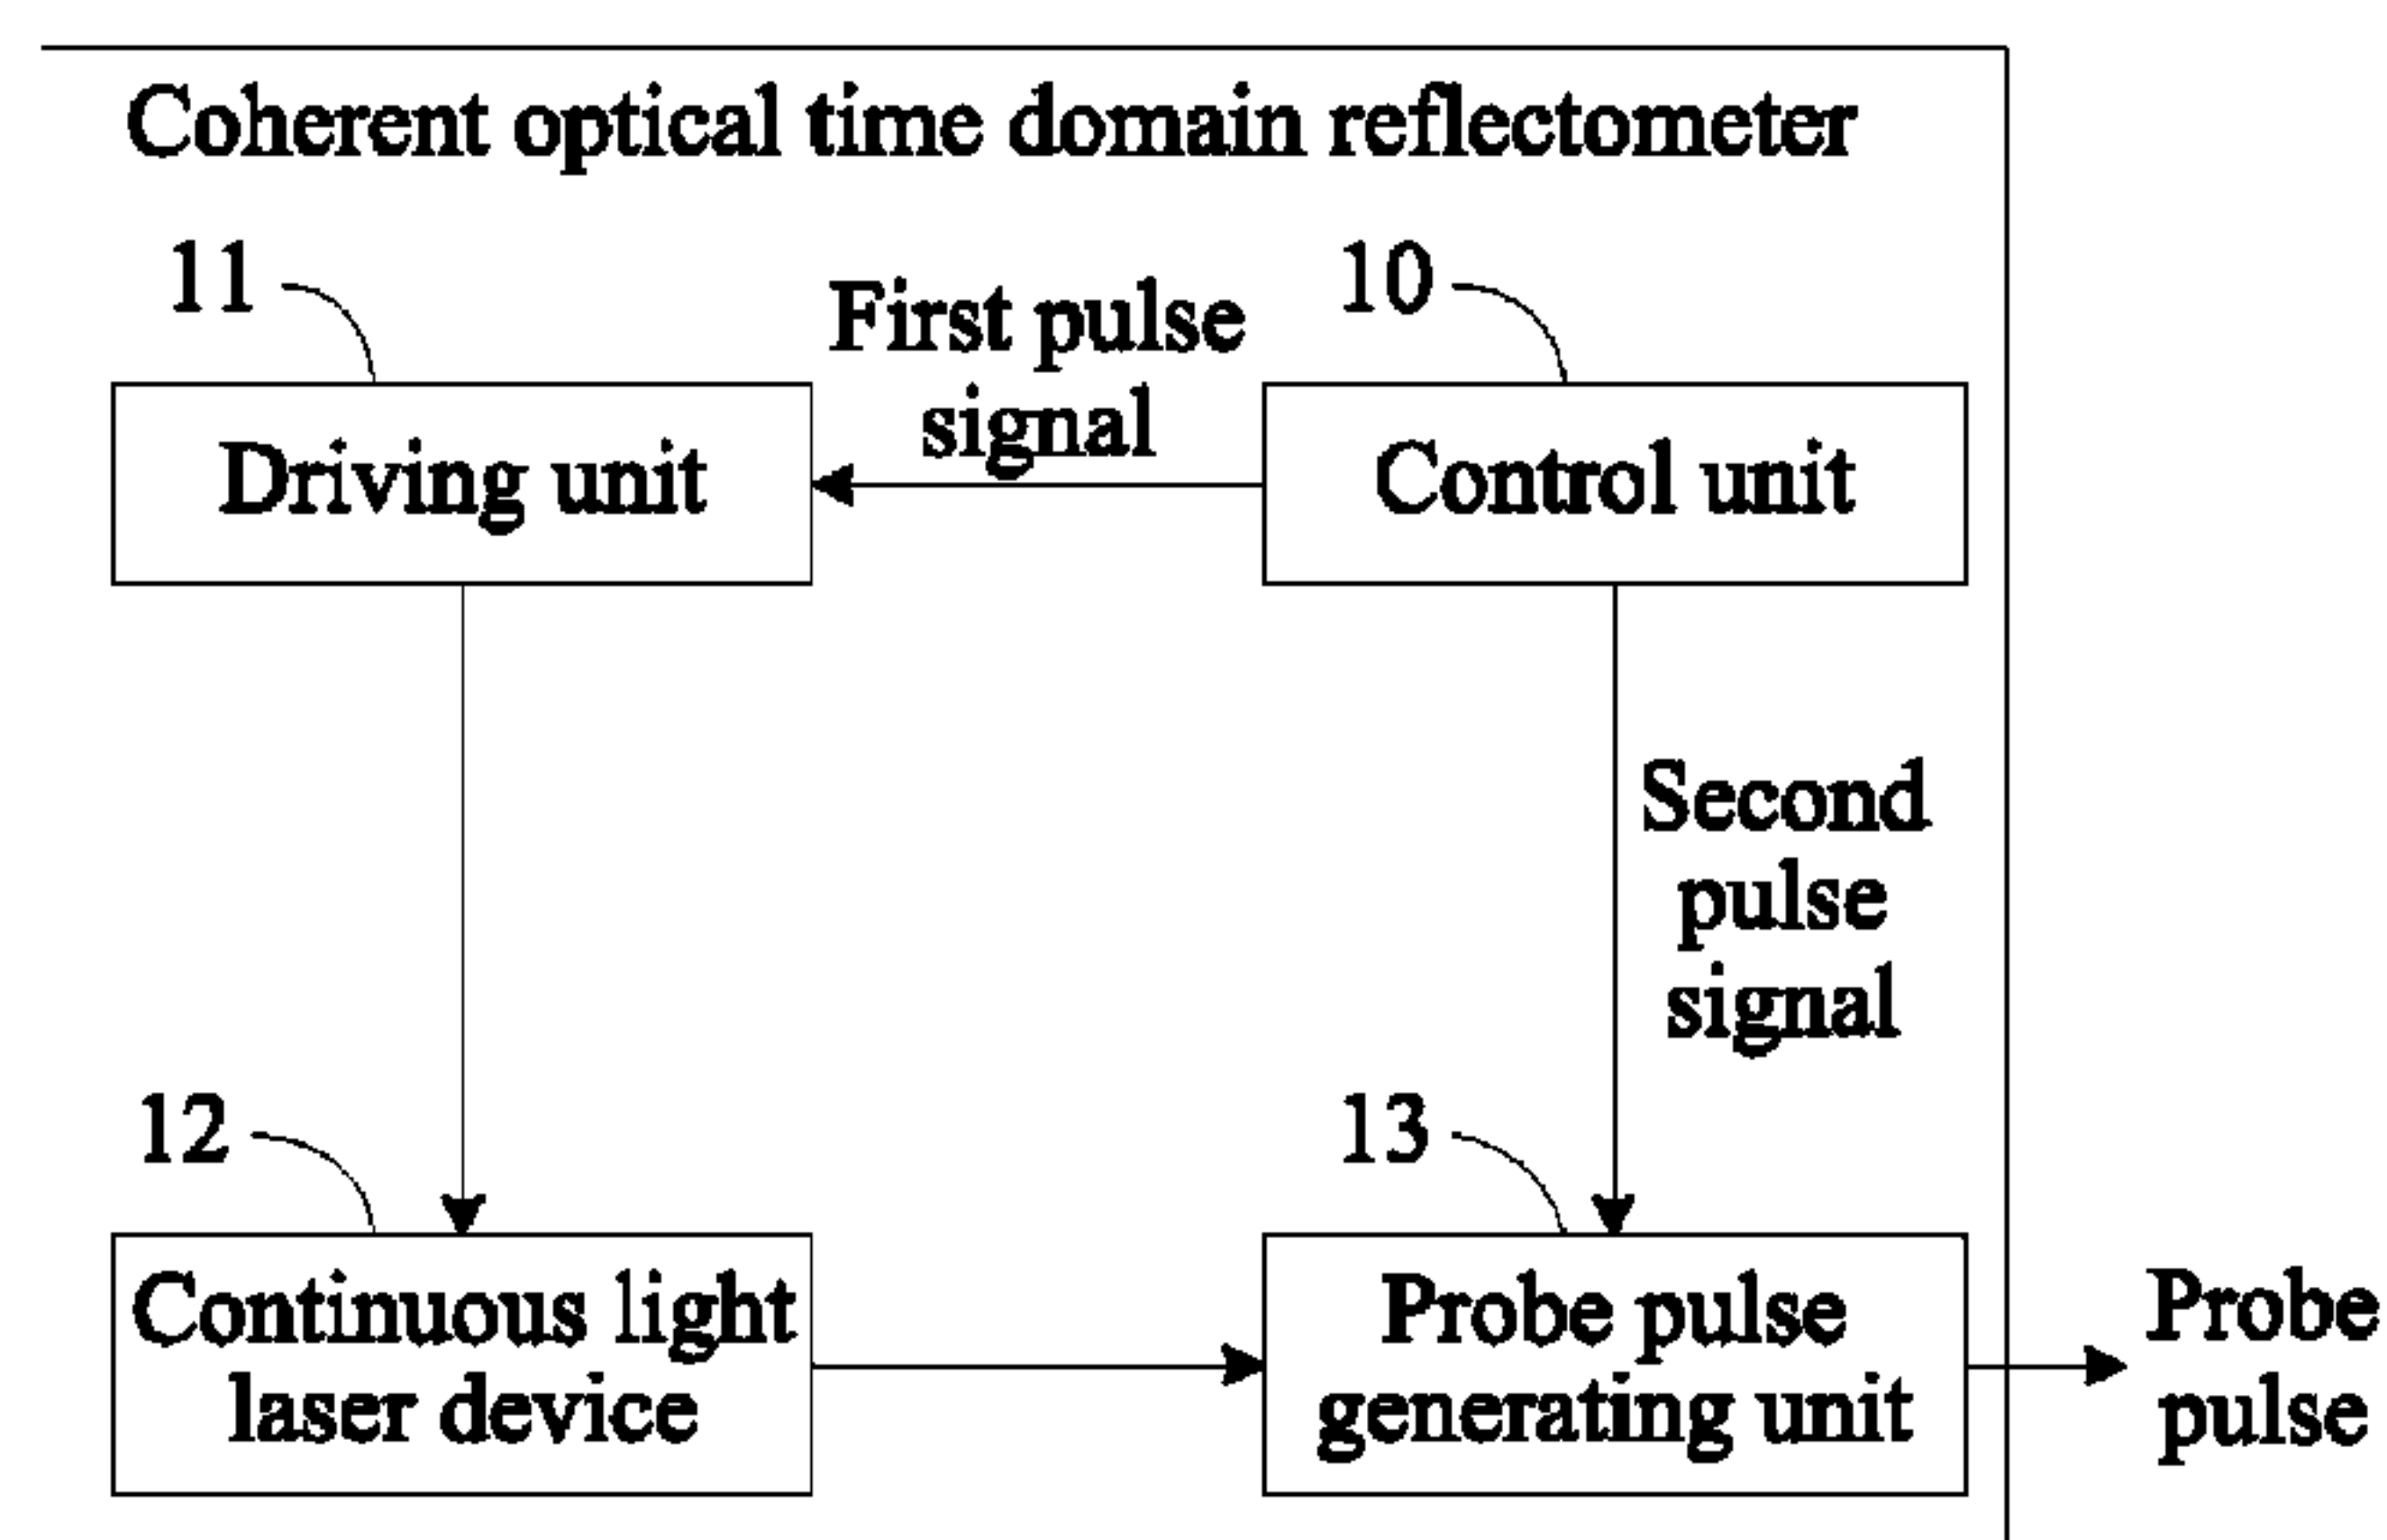 Coherent optical time domain reflectometer
11
First pulse
signal
10
Driving unit
Control unit
Second
pulse
signal
12
13
Continuous light
laser device
Probe pulse
generating unit
Probe
pulse